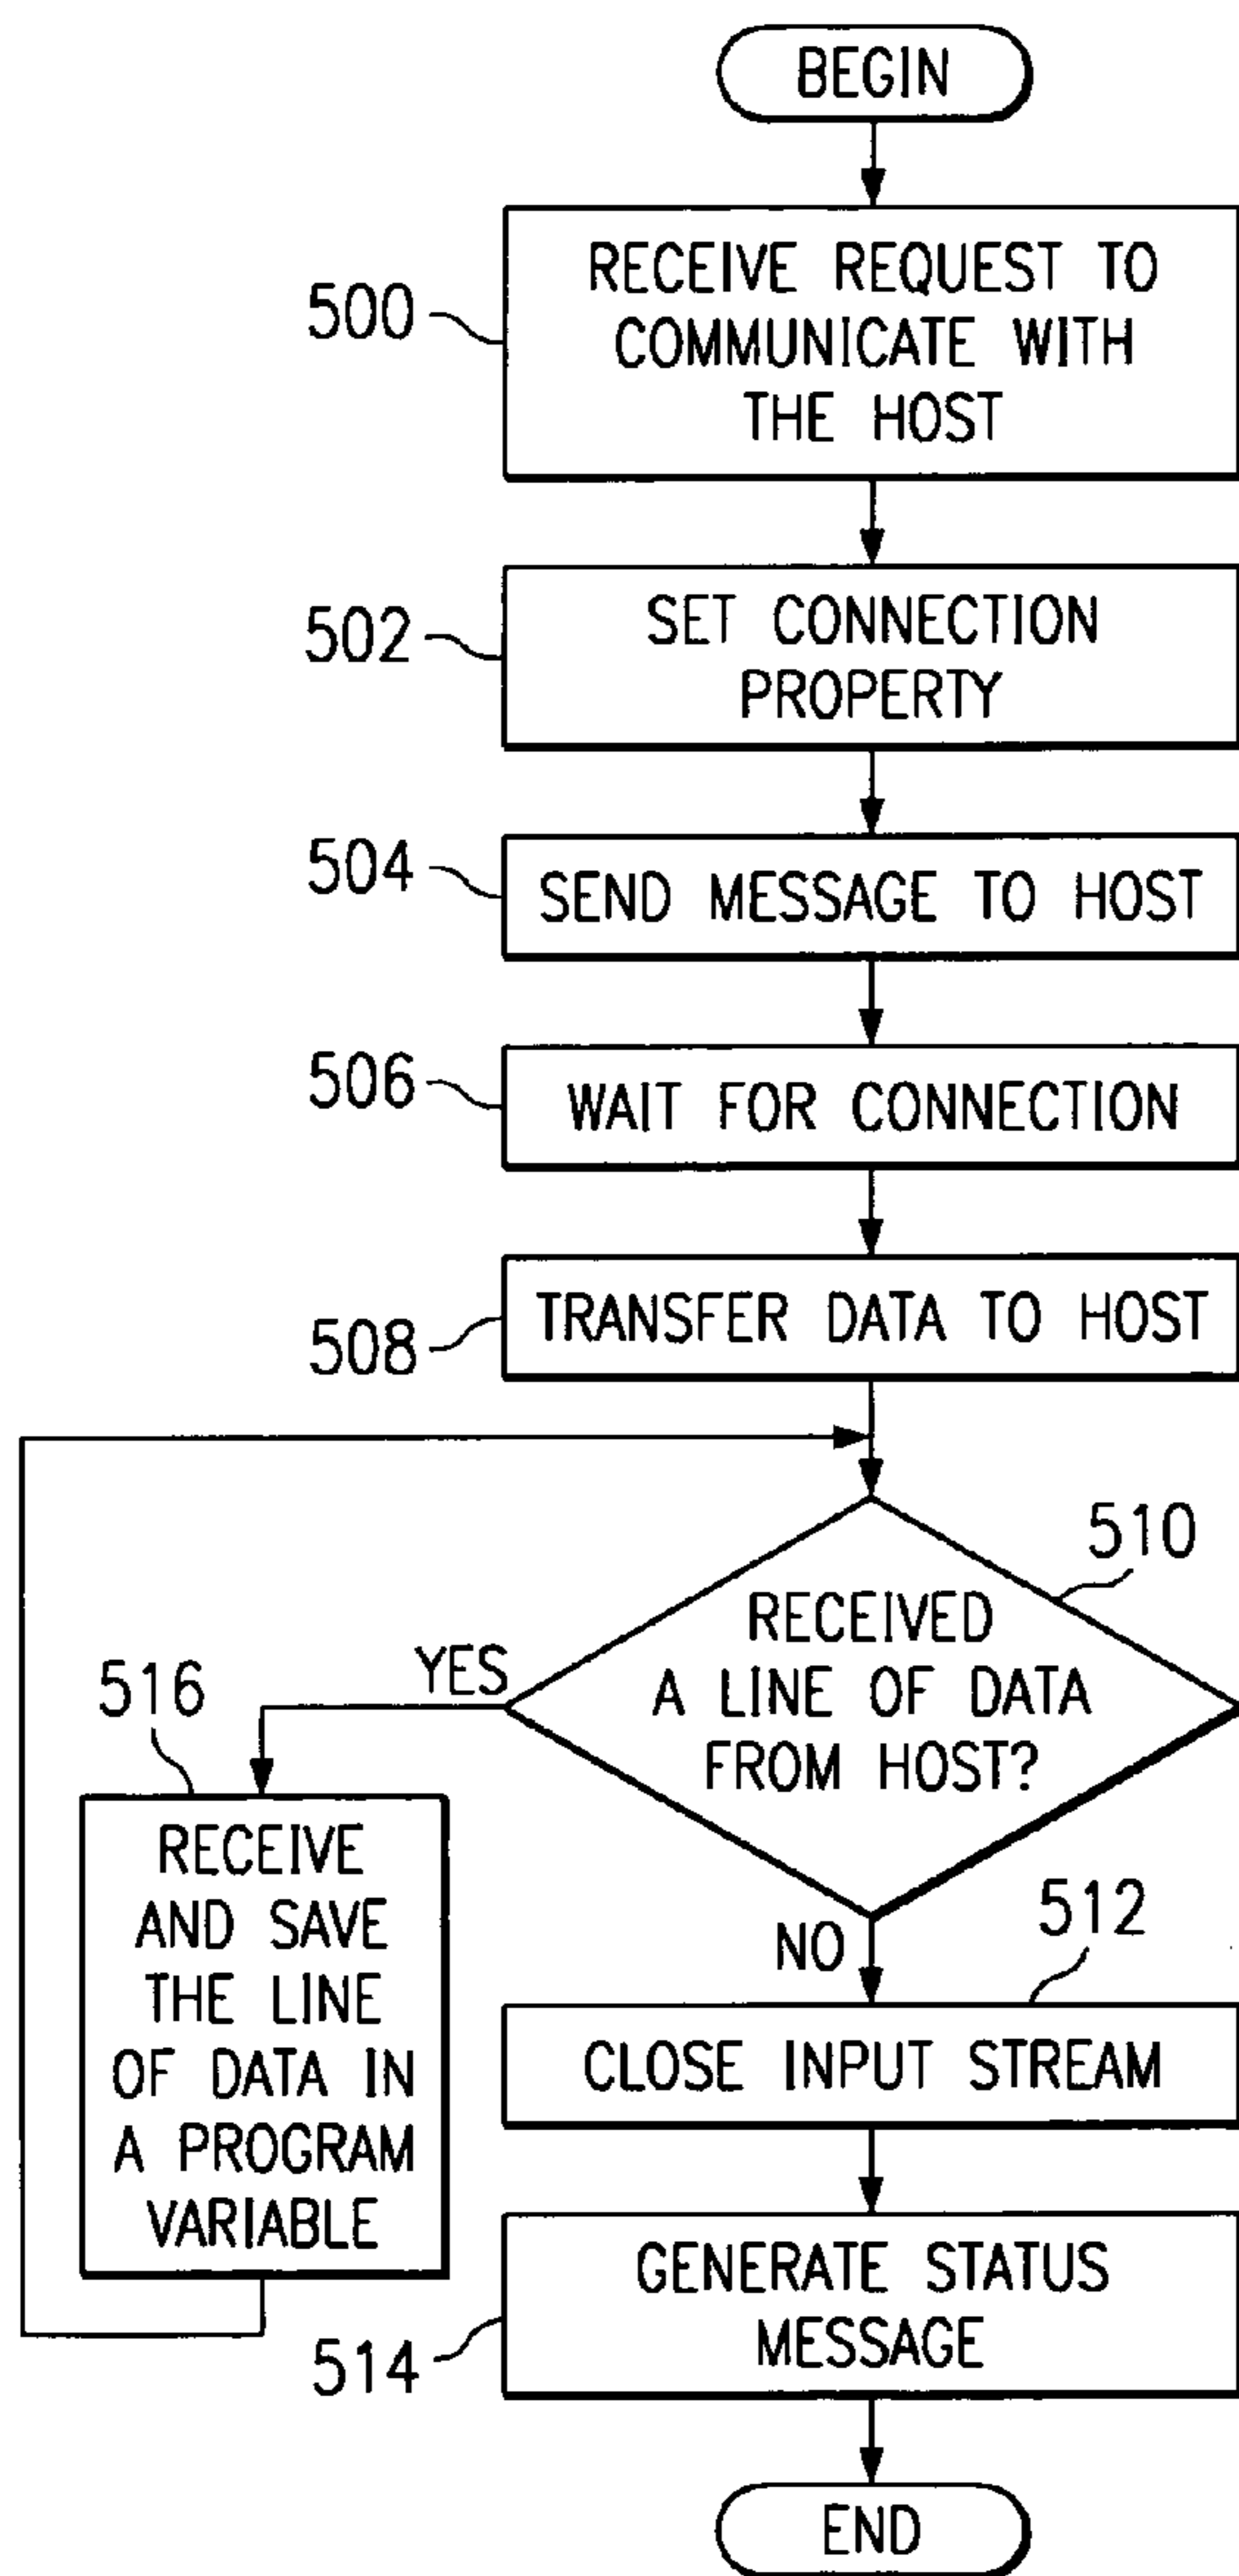 BEGIN
500
RECEIVE REQUEST TO
COMMUNICATE WITH
THE HOST
502
SET CONNECTION
PROPERTY
504
SEND MESSAGE TO HOST
506
WAIT FOR CONNECTION
508
TRANSFER DATA TO HOST
510
RECEIVED
A LINE OF DATA
FROM HOST?
YES
516
RECEIVE
AND SAVE
THE LINE
OF DATA IN
A PROGRAM
VARIABLE
NO
512
CLOSE INPUT STREAM
514
GENERATE STATUS
MESSAGE
END